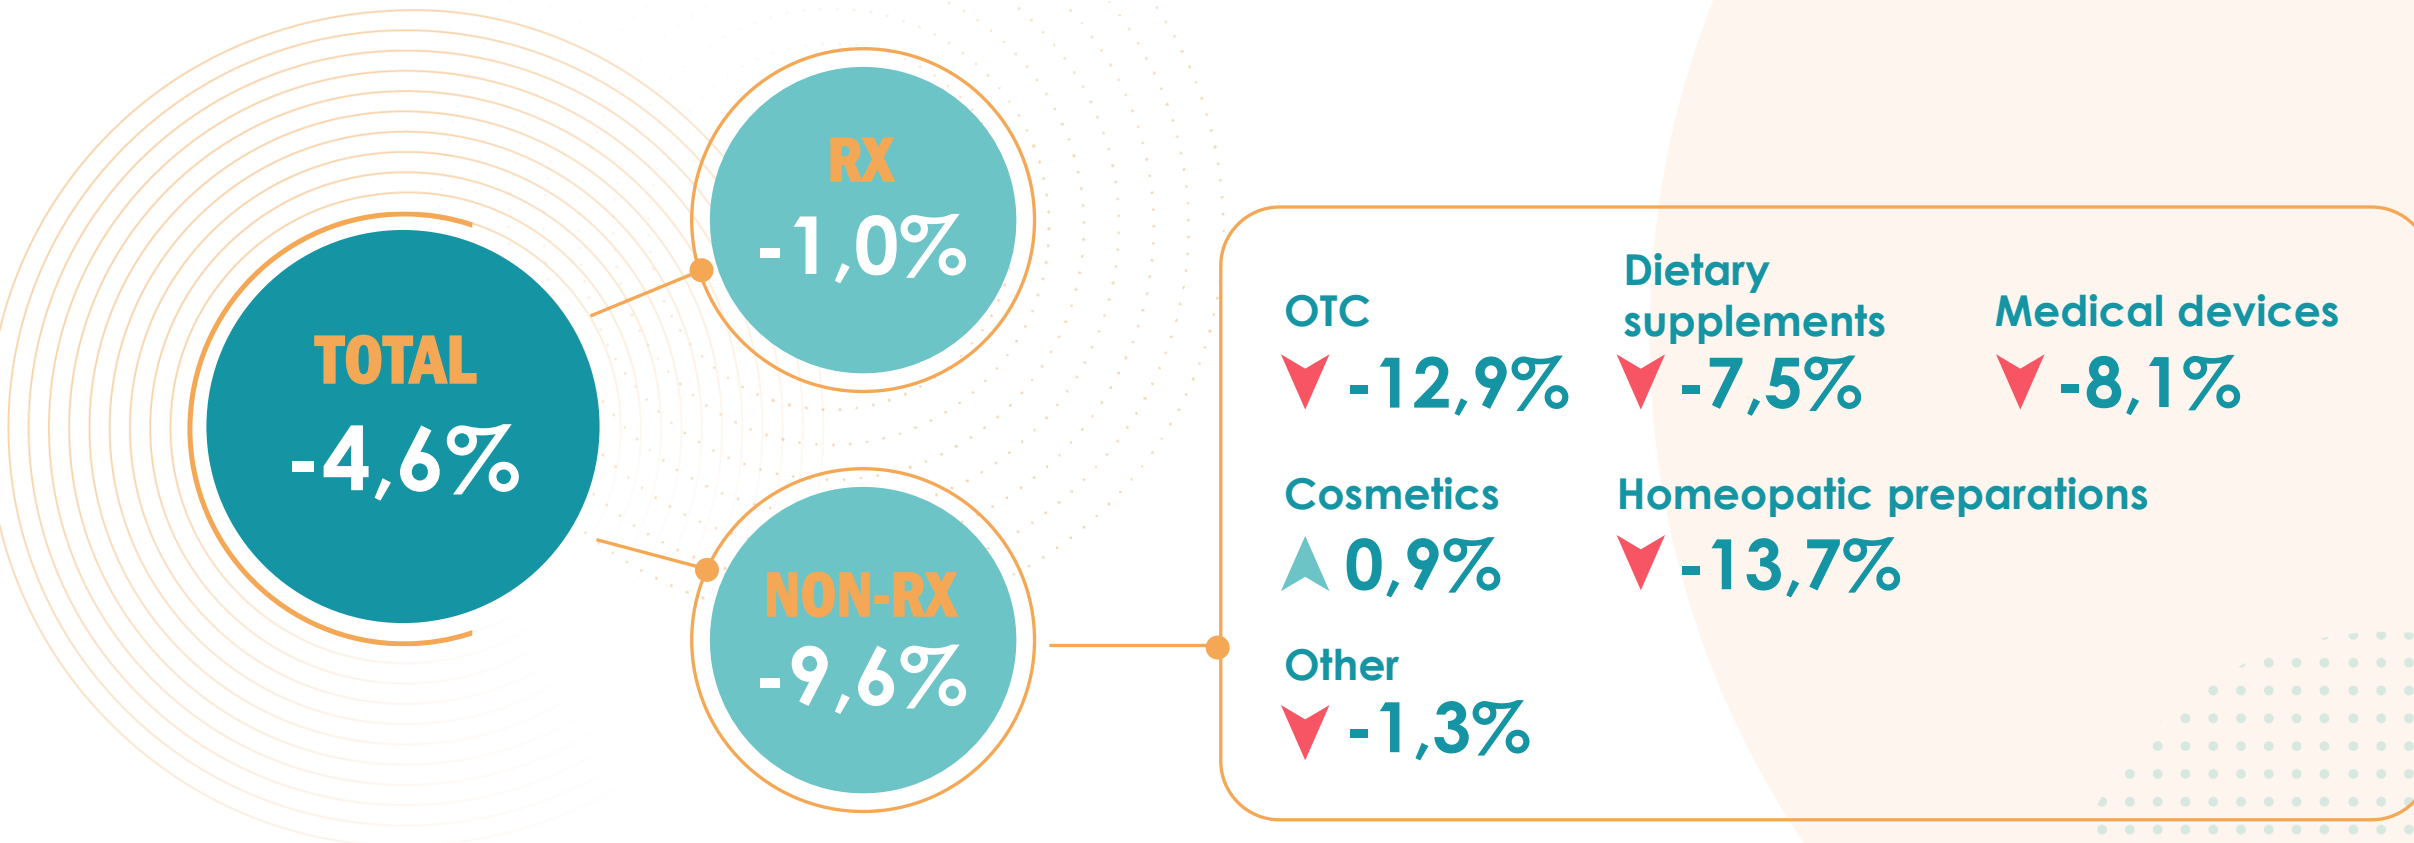 TOTAL
-4,6%
RX
-1,0%
NON-RX
-9,6%
OTC
-12,9%
Dietary
supplements
-7,5%
Medical devices
-8,1%
Cosmetics
0,9%
Homeopatic preparations
-13,7%
Other
-1,3%